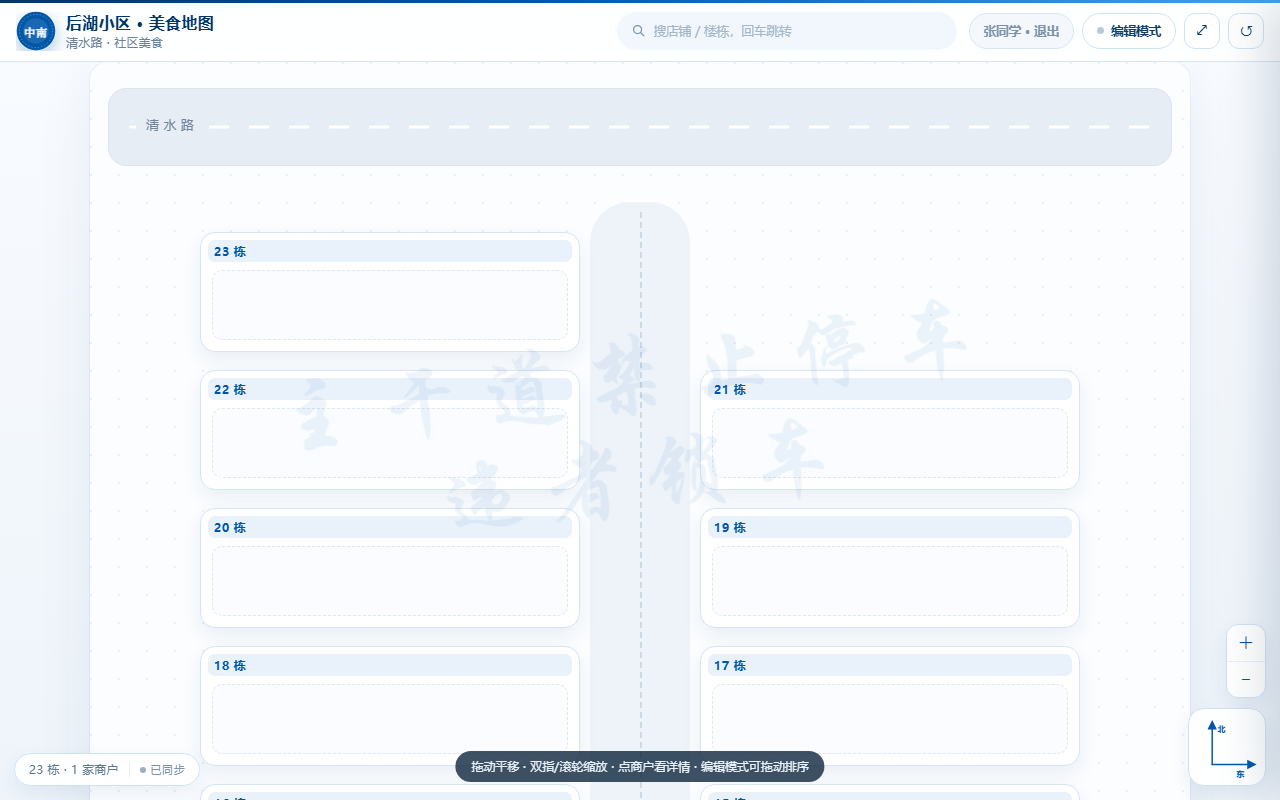 中南
后湖小区 • 美食地图
清水路 · 社区美食
搜店铺 / 楼栋，回车跳转
张同学 • 退出
编辑模式
清水路
23 栋
主干道禁止停车
违者锁车
22 栋
21 栋
20 栋
19 栋
18 栋
17 栋
北
东
23 栋 · 1 家商户
已同步
拖动平移 · 双指/滚轮缩放 · 点商户看详情 · 编辑模式可拖动排序